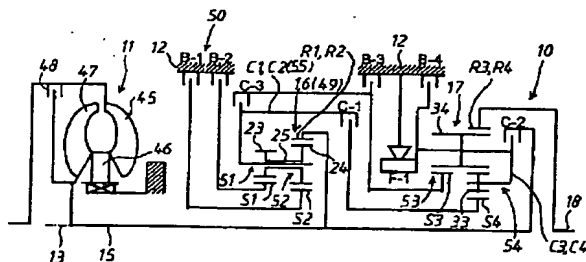 50
12 B-1 B-2 R1,R2 B-3 12 B-4
11 C1,C2(55) 10
48 47 45 C-3 16(49) C-1 R3,R4
17
34 C-2
23 25 24
46 F-1
51 S1 52 S2 53 S3 33 S4 54
18
13 15 C3,C4